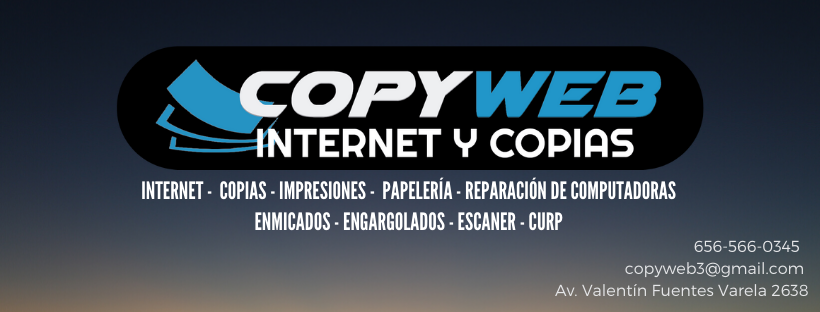 COPYWEB
INTERNET Y COPIAS
INTERNET - COPIAS - IMPRESIONES - PAPELERÍA - REPARACIÓN DE COMPUTADORAS
ENMICADOS - ENGARGOLADOS - ESCANER - CURP
656-566-0345
copyweb3@gmail.com
Av. Valentín Fuentes Varela 2638